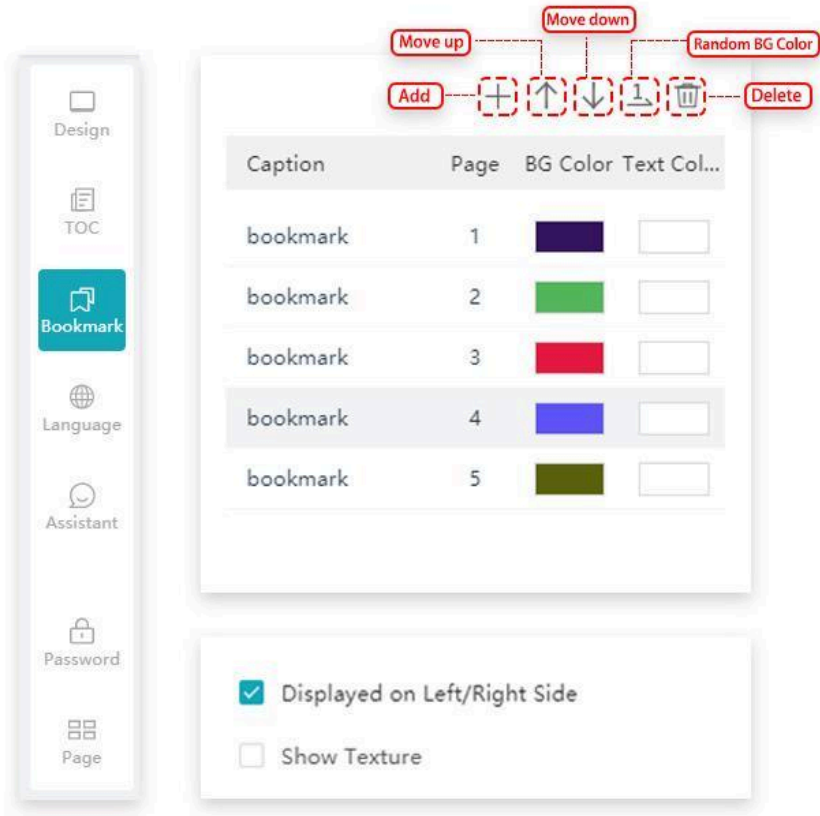 Design
TOC
Bookmark
Language
Assistant
Password
Page
Move down
Move up
Random BG Color
Add
1
Delete
Caption Page BG Color Text Col...
bookmark 1
bookmark 2
bookmark 3
bookmark 4
bookmark 5
Displayed on Left/Right Side
Show Texture